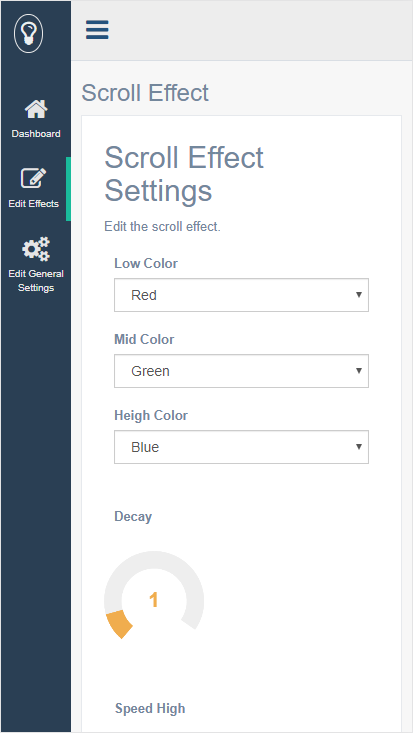 Dashboard
Edit Effects
Edit General
Settings
Scroll Effect
Scroll Effect
Settings
Edit the scroll effect.
Low Color
Red
Mid Color
Green
Heigh Color
Blue
Decay
1
Speed High